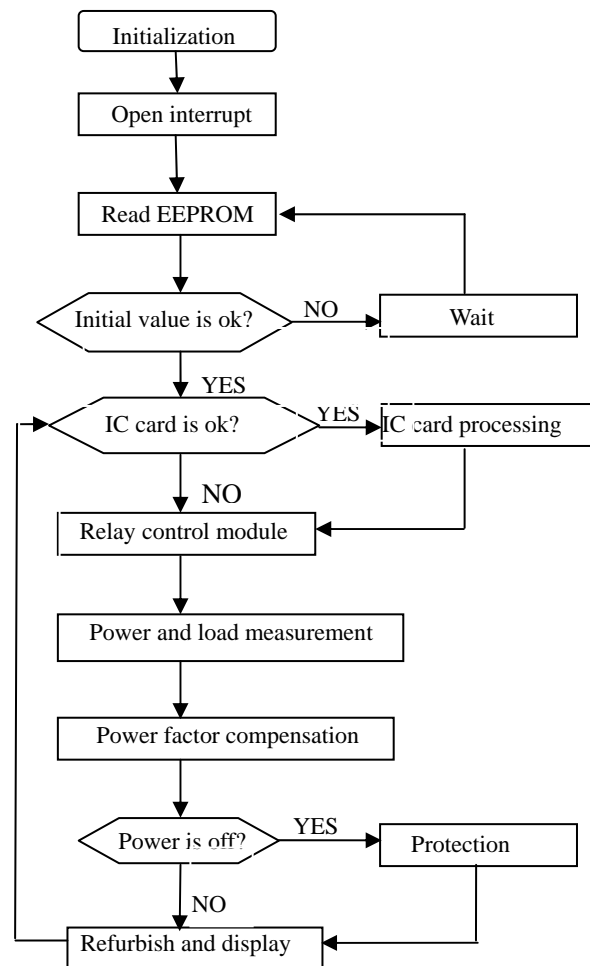 Initialization
Open interrupt
Read EEPROM
Initial value is ok?
NO
Wait
YES
IC card is ok?
YES
IC card processing
NO
Relay control module
Power and load measurement
Power factor compensation
Power is off?
YES
Protection
NO
Refurbish and display